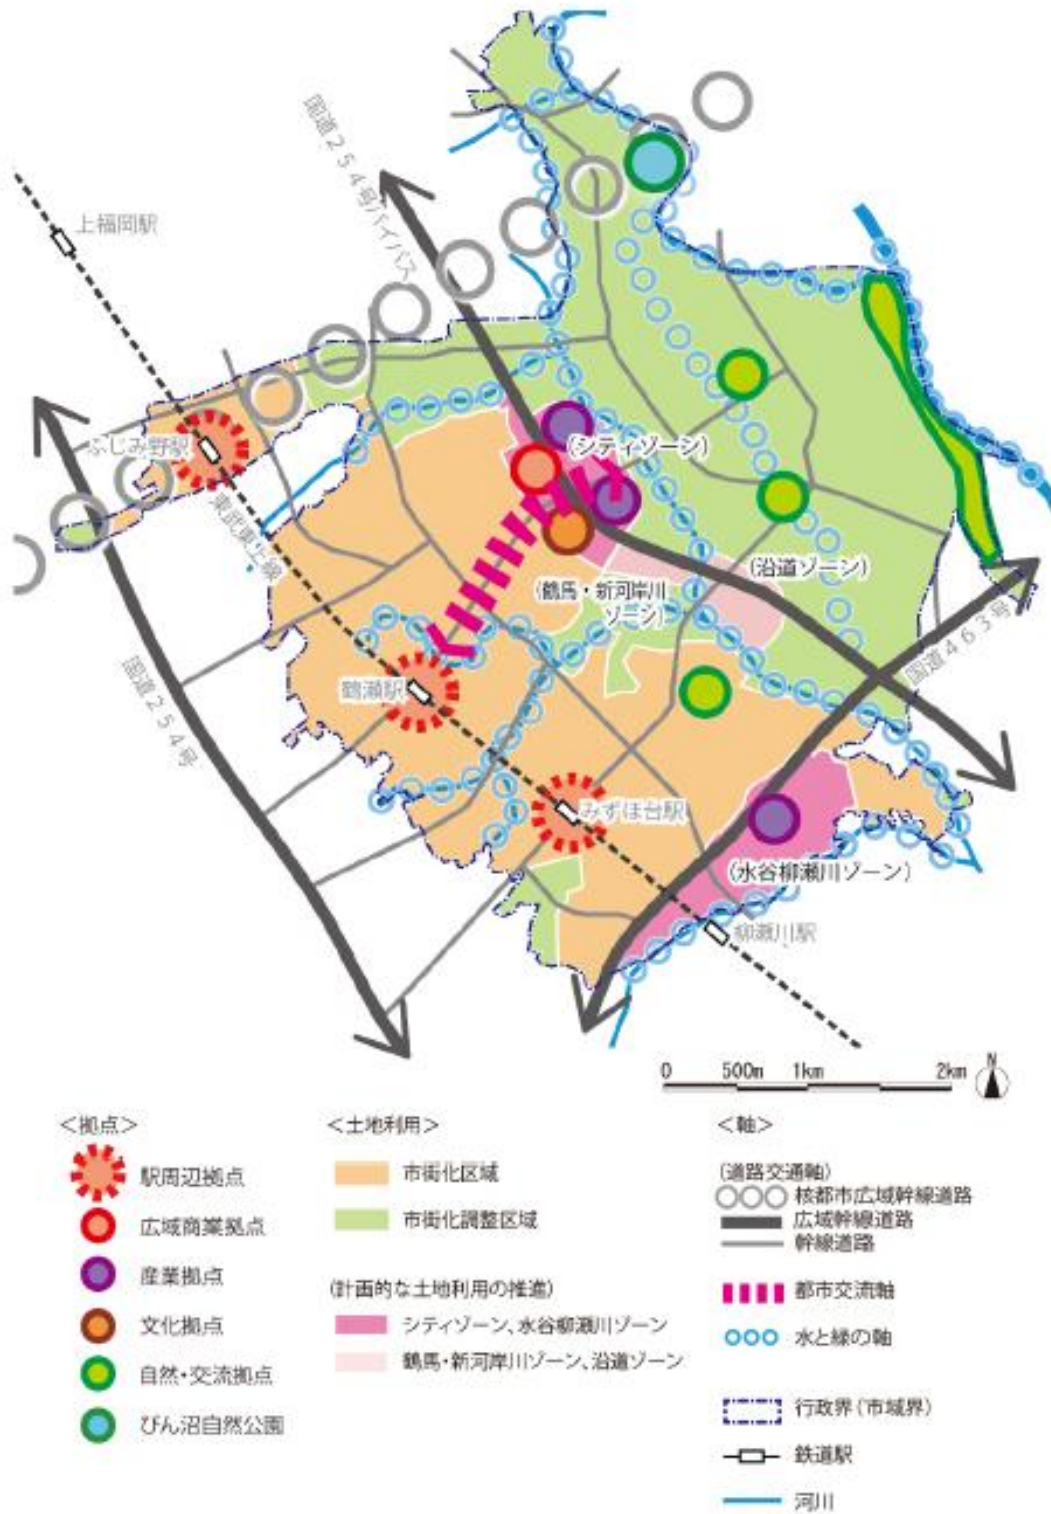 国道254号バイパス
上福岡駅
ふじみ野駅
東武東上線
(シティゾーン)
(沿道ゾーン)
(鶴馬・新河岸川
ゾーン)
国道463号
国道254号
鶴瀬駅
みずほ台駅
(水谷柳瀬川ゾーン)
柳瀬川駅
0 500m 1km 2km
N
<拠点>
駅周辺拠点
広域商業拠点
産業拠点
文化拠点
自然・交流拠点
びん沼自然公園
<土地利用>
市街化区域
市街化調整区域
(計画的な土地利用の推進)
シティゾーン、水谷柳瀬川ゾーン
鶴馬・新河岸川ゾーン、沿道ゾーン
<軸>
(道路交通軸)
核都市広域幹線道路
広域幹線道路
幹線道路
都市交流軸
水と緑の軸
行政界(市域界)
鉄道駅
河川